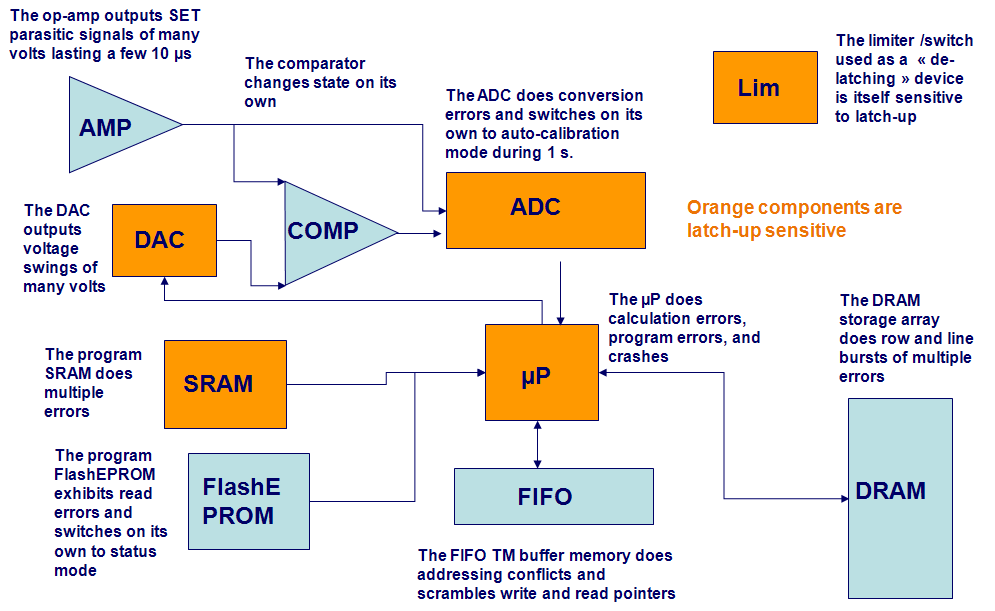 The op-amp outputs SET
parasitic signals of many
volts lasting a few 10 µs
AMP
The comparator
changes state on its
own
The ADC does conversion
errors and switches on its
own to auto-calibration
mode during 1 s.
Lim
The limiter /switch
used as a « de-
latching » device
is itself sensitive
to latch-up
ADC
Orange components are
latch-up sensitive
The DAC
outputs
voltage
swings of
many volts
DAC
COMP
The µP does
calculation errors,
program errors, and
crashes
The DRAM
storage array
does row and line
bursts of multiple
errors
The program
SRAM does
multiple
errors
SRAM
µP
The program
FlashEPROM
exhibits read
errors and
switches on its
own to status
mode
FlashE
PROM
FIFO
DRAM
The FIFO TM buffer memory does
addressing conflicts and
scrambles write and read pointers